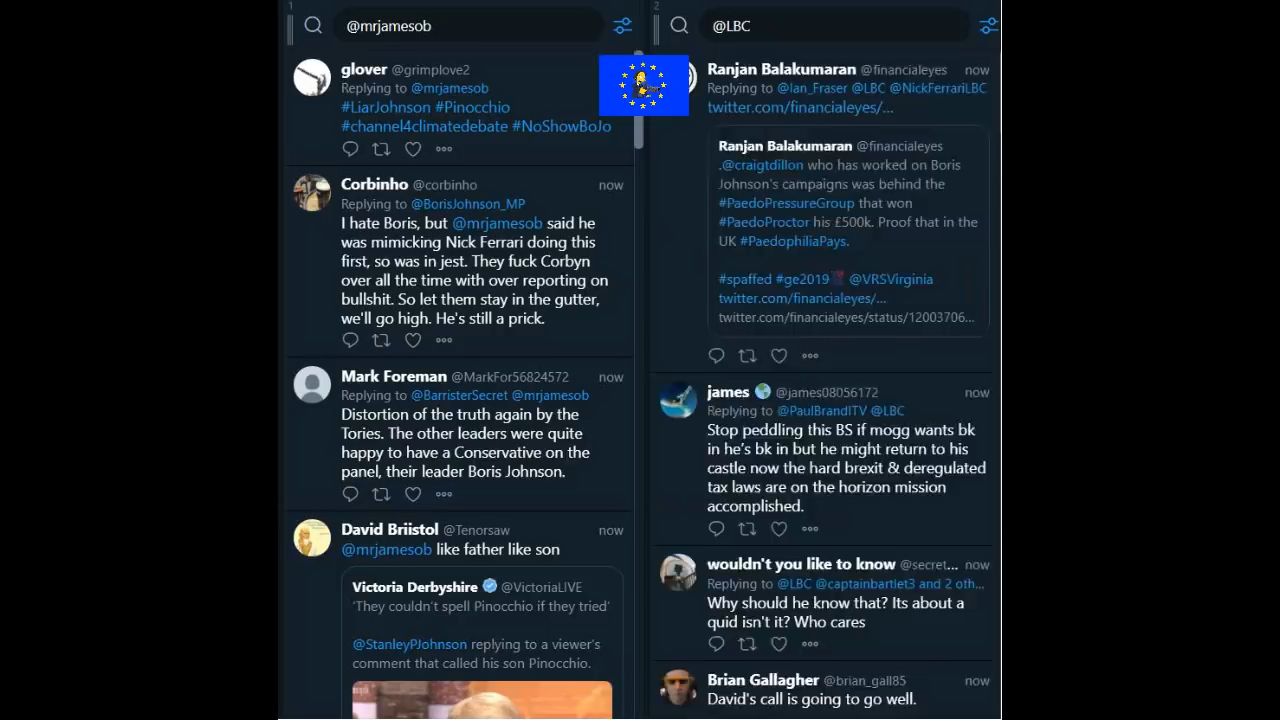 1
@mrjamesob
glover @grimplove2
Replying to @mrjamesob
#LiarJohnson #Pinocchio
#channel4climatedebate #NoShowBoJo
Corbinho @corbinho now
Replying to @BorisJohnson_MP
I hate Boris, but @mrjamesob said he
was mimicking Nick Ferrari doing this
first, so was in jest. They fuck Corbyn
over all the time with over reporting on
bullshit. So let them stay in the gutter,
we'll go high. He's still a prick.
Mark Foreman @MarkFor56824572 now
Replying to @BarristerSecret @mrjamesob
Distortion of the truth again by the
Tories. The other leaders were quite
happy to have a Conservative on the
panel, their leader Boris Johnson.
David Briistol @Tenorsaw now
@mrjamesob like father like son
Victoria Derbyshire @VictoriaLIVE
'They couldn't spell Pinocchio if they tried'
@StanleyPJohnson replying to a viewer's
comment that called his son Pinocchio.
2
@LBC
Ranjan Balakumaran @financialeyes now
Replying to @Ian_Fraser @LBC @NickFerrariLBC
twitter.com/financialeyes/...
Ranjan Balakumaran @financialeyes
.@craigtdillon who has worked on Boris
Johnson's campaigns was behind the
#PaedoPressureGroup that won
#PaedoProctor his £500k. Proof that in the
UK #PaedophiliaPays.
#spaffed #ge2019 @VRSVirginia
twitter.com/financialeyes/...
twitter.com/financialeyes/status/12003706...
james @james08056172 now
Replying to @PaulBrandITV @LBC
Stop peddling this BS if mogg wants bk
in he's bk in but he might return to his
castle now the hard brexit & deregulated
tax laws are on the horizon mission
accomplished.
wouldn't you like to know @secret... now
Replying to @LBC @captainbartlet3 and 2 oth...
Why should he know that? Its about a
quid isn't it? Who cares
Brian Gallagher @brian_gall85 now
David's call is going to go well.